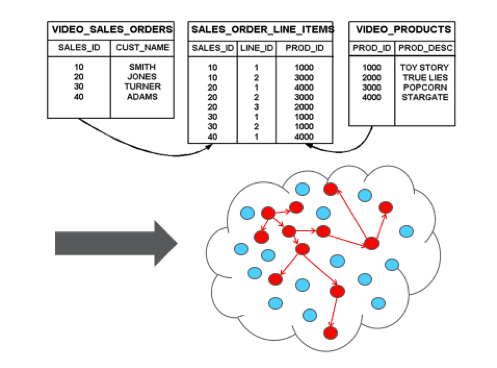 VIDEO_SALES_ORDERS
SALES_ID CUST_NAME
10 SMITH
20 JONES
30 TURNER
40 ADAMS
SALES_ORDER_LINE_ITEMS
SALES_ID LINE_ID PROD_ID
10 1 1000
10 2 3000
20 1 4000
20 2 3000
20 3 2000
30 1 1000
30 2 1000
40 1 4000
VIDEO_PRODUCTS
PROD_ID PROD_DESC
1000 TOY STORY
2000 TRUE LIES
3000 POPCORN
4000 STARGATE